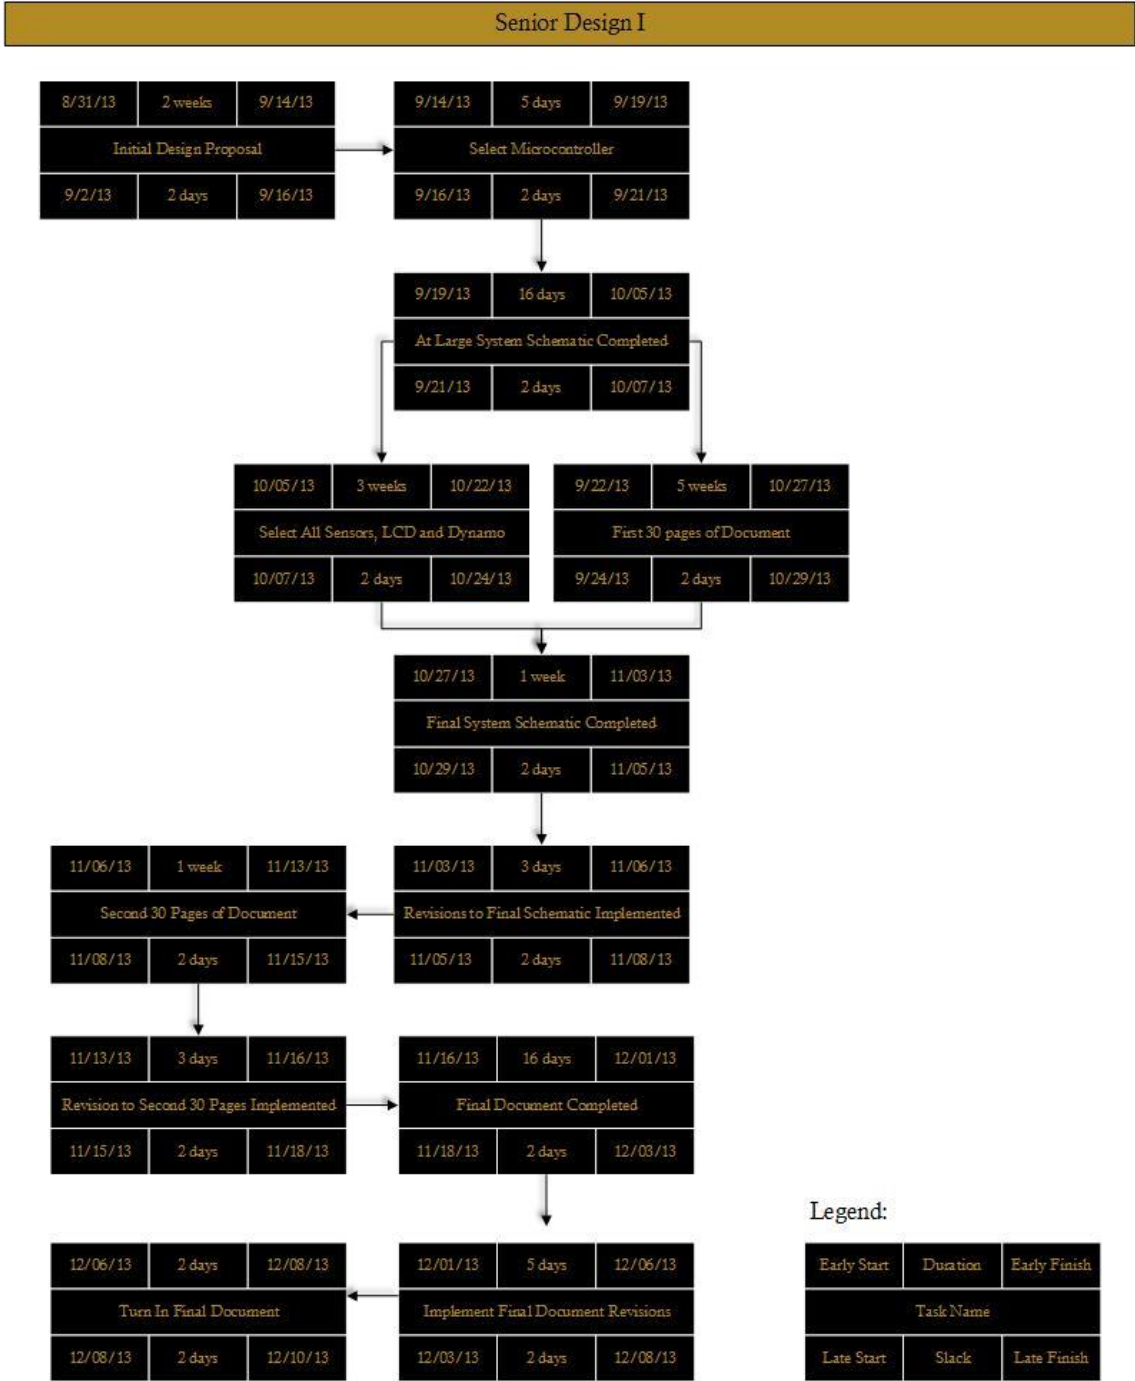 Senior Design I
8/31/13 2 weeks 9/14/13
Initial Design Proposal
9/2/13 2 days 9/16/13
9/14/13 5 days 9/19/13
Select Microcontroller
9/16/13 2 days 9/21/13
9/19/13 16 days 10/05/13
At Large System Schematic Completed
9/21/13 2 days 10/07/13
10/05/13 3 weeks 10/22/13
Select All Sensors, LCD and Dynamo
10/07/13 2 days 10/24/13
9/22/13 5 weeks 10/27/13
First 30 pages of Document
9/24/13 2 days 10/29/13
10/27/13 1 week 11/03/13
Final System Schematic Completed
10/29/13 2 days 11/05/13
11/03/13 3 days 11/06/13
Revisions to Final Schematic Implemented
11/05/13 2 days 11/08/13
11/06/13 1 week 11/13/13
Second 30 Pages of Document
11/08/13 2 days 11/15/13
11/13/13 3 days 11/16/13
Revision to Second 30 Pages Implemented
11/15/13 2 days 11/18/13
11/16/13 16 days 12/01/13
Final Document Completed
11/18/13 2 days 12/03/13
12/01/13 5 days 12/06/13
Implement Final Document Revisions
12/03/13 2 days 12/08/13
12/06/13 2 days 12/08/13
Turn In Final Document
12/08/13 2 days 12/10/13
Legend:
Early Start Duration Early Finish
Task Name
Late Start Slack Late Finish